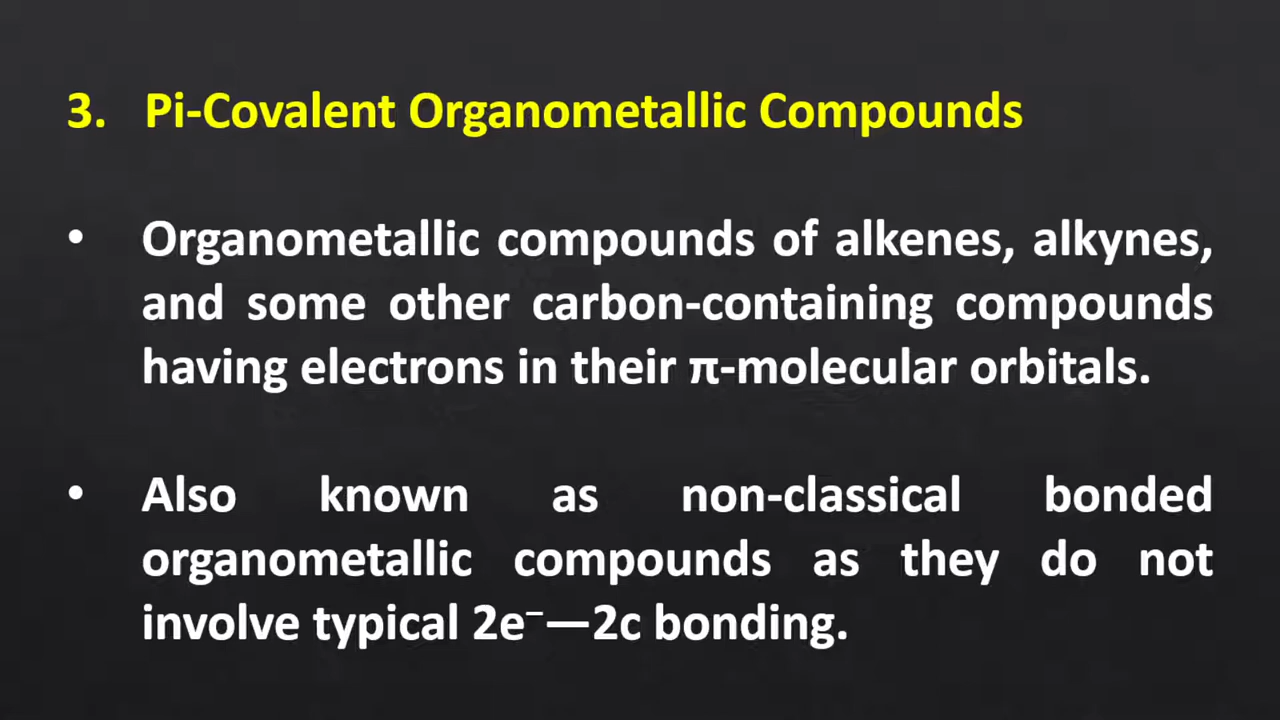 3. Pi-Covalent Organometallic Compounds
• Organometallic compounds of alkenes, alkynes,
and some other carbon-containing compounds
having electrons in their π-molecular orbitals.
• Also known as non-classical bonded
organometallic compounds as they do not
involve typical 2e⁻—2c bonding.